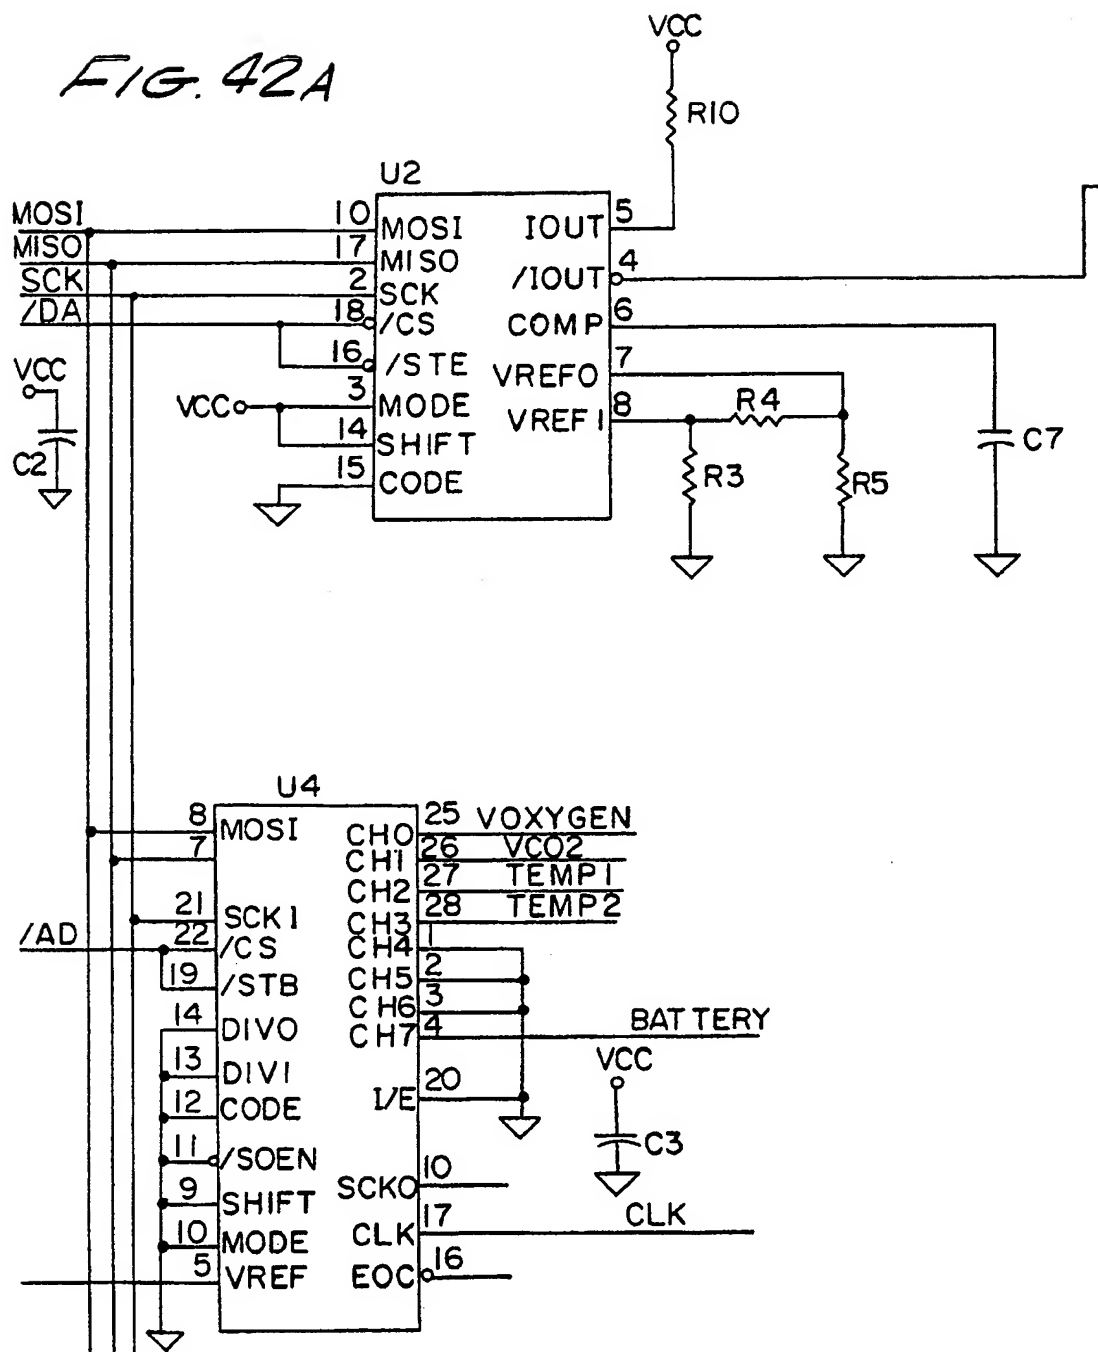 FIG. 42A
VCC
R10
U2
MOSI 10 MOSI IOUT 5
MISO 17 MISO /IOUT 4
SCK 2 SCK
/DA 18 /CS COMP 6
16 /STE VREF0 7
VCC 3 MODE VREF1 8 R4
14 SHIFT
15 CODE
VCC
C2
R3
R5
C7
U4
8 MOSI CH0 25 VOXYGEN
7 CH1 26 VCO2
CH2 27 TEMP1
21 SCKI CH3 28 TEMP2
/AD 22 /CS CH4 1
19 /STB CH5 2
CH6 3
14 DIV0 CH7 4 BATTERY
13 DIV1
12 CODE I/E 20
VCC
C3
11 /SOEN
9 SHIFT SCKO 10
10 MODE CLK 17 CLK
5 VREF EOC 16